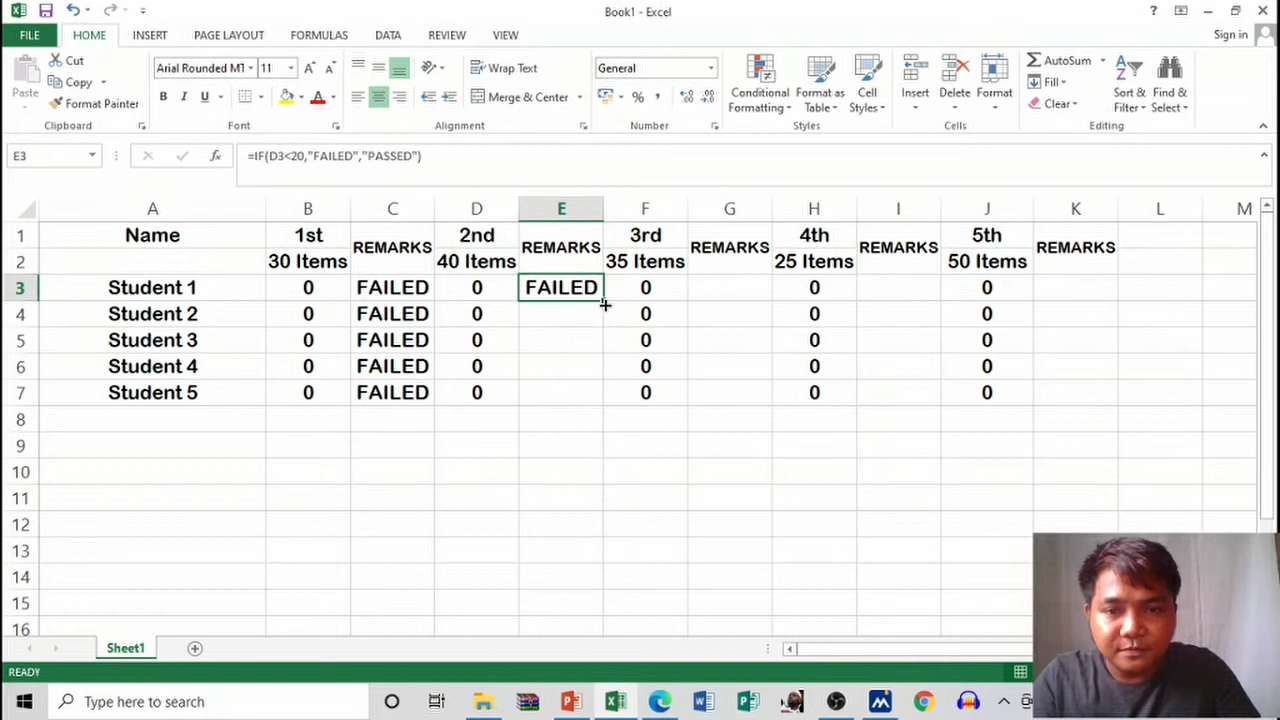 Book1 - Excel
?
FILE
HOME
INSERT
PAGE LAYOUT
FORMULAS
DATA
REVIEW
VIEW
Sign in
Paste
Cut
Copy
Format Painter
Clipboard
Arial Rounded MT
11
A A
B I U
A
Font
Wrap Text
Merge & Center
Alignment
General
%
,
Number
Conditional
Formatting
Format as
Table
Cell
Styles
Styles
Insert
Delete
Format
Cells
AutoSum
Fill
Clear
Sort &
Filter
Find &
Select
Editing
E3
fx
=IF(D3<20,"FAILED","PASSED")
A B C D E F G H I J K L M
1 Name 1st REMARKS 2nd REMARKS 3rd REMARKS 4th REMARKS 5th REMARKS
2 30 Items 40 Items 35 Items 25 Items 50 Items
3 Student 1 0 FAILED 0 FAILED 0 0 0
4 Student 2 0 FAILED 0 0 0 0
5 Student 3 0 FAILED 0 0 0 0
6 Student 4 0 FAILED 0 0 0 0
7 Student 5 0 FAILED 0 0 0 0
8
9
10
11
12
13
14
15
16
Sheet1
READY
Type here to search